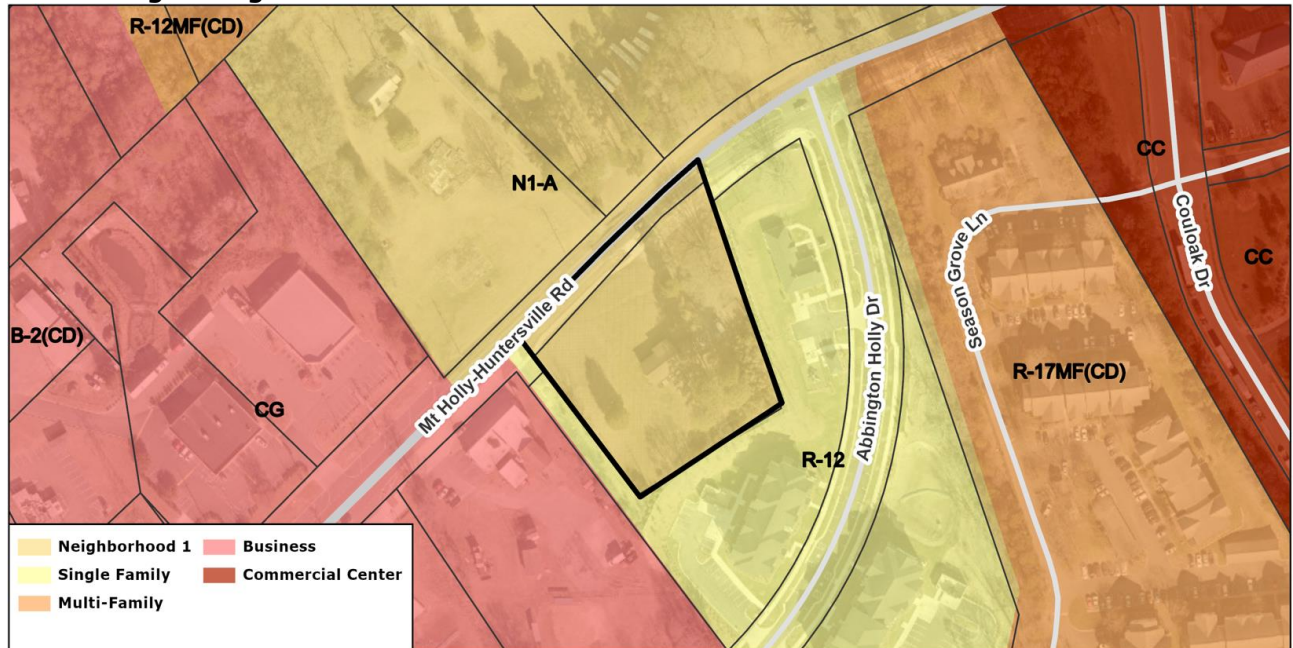 R-12MF(CD)
N1-A
CC
CC
Couloak Dr
Season Grove Ln
Mt Holly-Huntersville Rd
Abbington Holly Dr
B-2(CD)
R-17MF(CD)
CG
R-12
Neighborhood 1
Business
Single Family
Commercial Center
Multi-Family